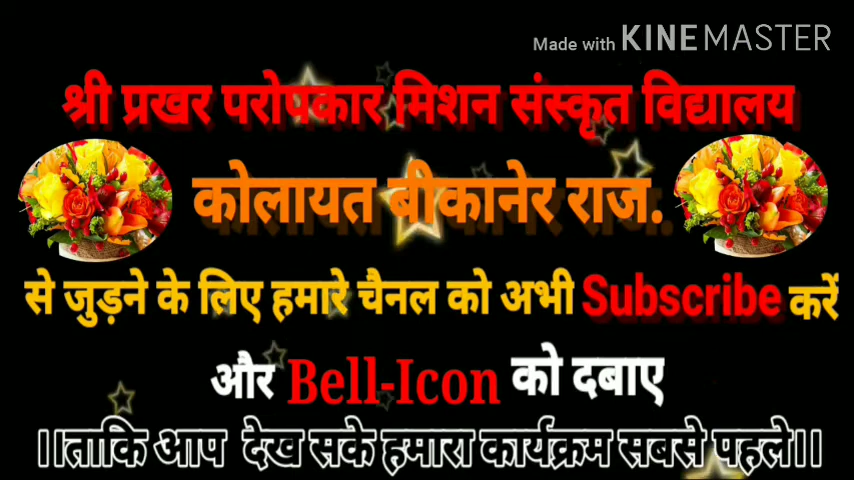 Made with KINEMASTER
श्री प्रखर परोपकार मिशन संस्कृत विद्यालय
कोलायत बीकानेर राज.
से जुड़ने के लिए हमारे चैनल को अभी Subscribe करें
और Bell-Icon को दबाए
।।ताकि आप देख सके हमारा कार्यक्रम सबसे पहले।।